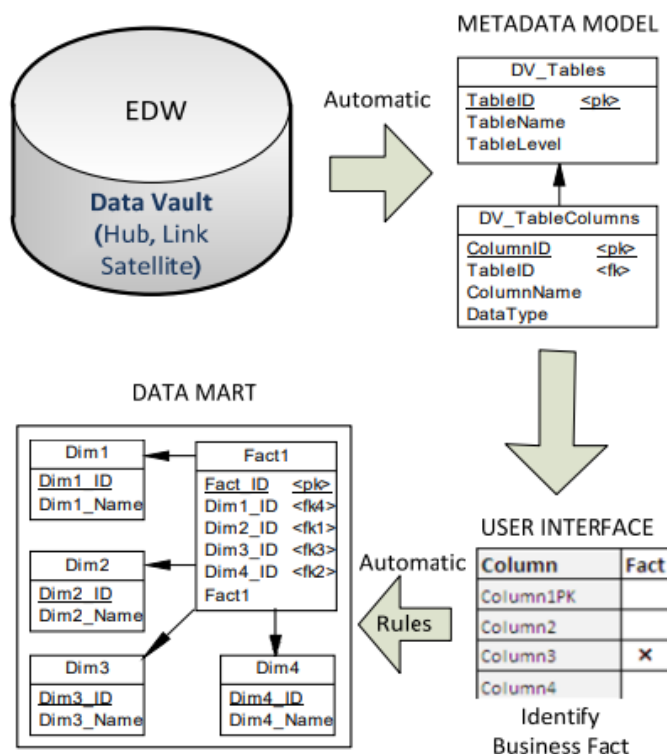 METADATA MODEL
EDW
Data Vault
(Hub, Link
Satellite)
Automatic
DV_Tables
TableID <pk>
TableName
TableLevel
DV_TableColumns
ColumnID <pk>
TableID <fk>
ColumnName
DataType
DATA MART
Dim1
Dim1_ID
Dim1_Name
Dim2
Dim2_ID
Dim2_Name
Dim3
Dim3_ID
Dim3_Name
Fact1
Fact_ID <pk>
Dim1_ID <fk4>
Dim2_ID <fk1>
Dim3_ID <fk3>
Dim4_ID <fk2>
Fact1
Dim4
Dim4_ID
Dim4_Name
Automatic
Rules
USER INTERFACE
Column Fact
Column1PK
Column2
Column3 ×
Column4
Identify
Business Fact